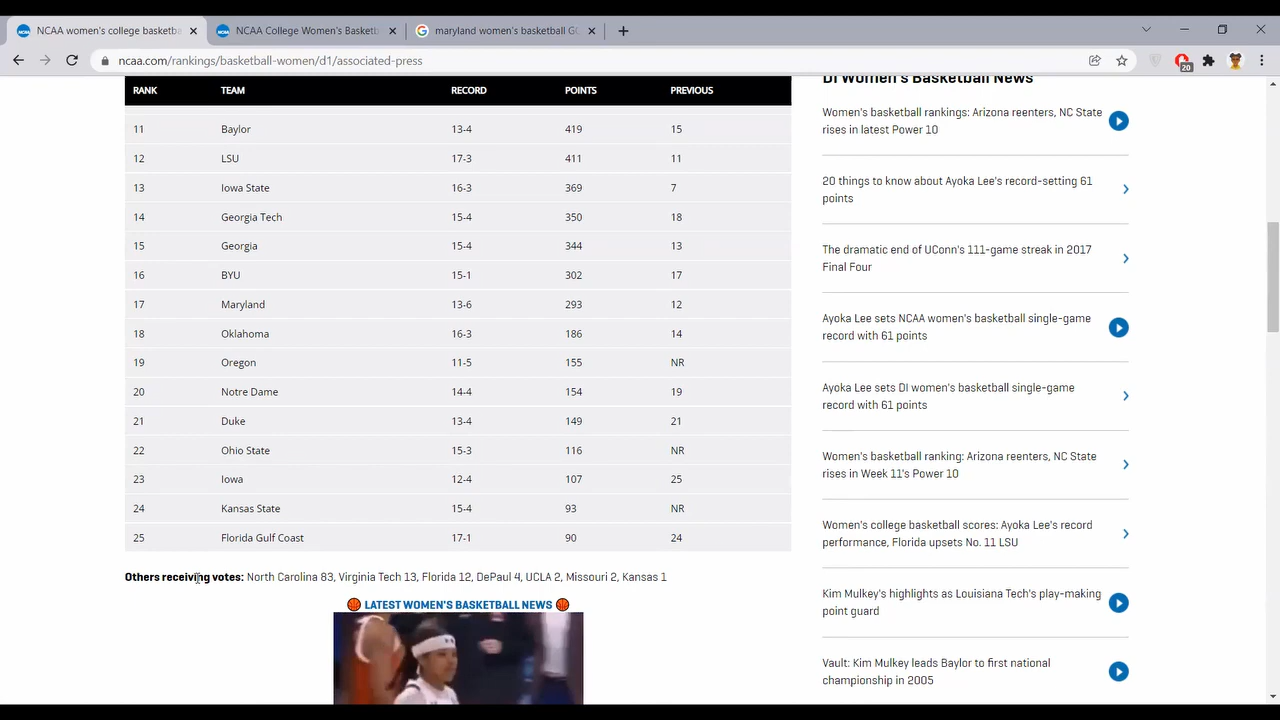 NCAA women's college basketba
NCAA College Women's Basketb
maryland women's basketball GO
ncaa.com/rankings/basketball-women/d1/associated-press
20
RANK TEAM RECORD POINTS PREVIOUS
11 Baylor 13-4 419 15
12 LSU 17-3 411 11
13 Iowa State 16-3 369 7
14 Georgia Tech 15-4 350 18
15 Georgia 15-4 344 13
16 BYU 15-1 302 17
17 Maryland 13-6 293 12
18 Oklahoma 16-3 186 14
19 Oregon 11-5 155 NR
20 Notre Dame 14-4 154 19
21 Duke 13-4 149 21
22 Ohio State 15-3 116 NR
23 Iowa 12-4 107 25
24 Kansas State 15-4 93 NR
25 Florida Gulf Coast 17-1 90 24
Others receiving votes: North Carolina 83, Virginia Tech 13, Florida 12, DePaul 4, UCLA 2, Missouri 2, Kansas 1
LATEST WOMEN'S BASKETBALL NEWS
DI Women's Basketball News
Women's basketball rankings: Arizona reenters, NC State
rises in latest Power 10
20 things to know about Ayoka Lee's record-setting 61
points
The dramatic end of UConn's 111-game streak in 2017
Final Four
Ayoka Lee sets NCAA women's basketball single-game
record with 61 points
Ayoka Lee sets DI women's basketball single-game
record with 61 points
Women's basketball ranking: Arizona reenters, NC State
rises in Week 11's Power 10
Women's college basketball scores: Ayoka Lee's record
performance, Florida upsets No. 11 LSU
Kim Mulkey's highlights as Louisiana Tech's play-making
point guard
Vault: Kim Mulkey leads Baylor to first national
championship in 2005